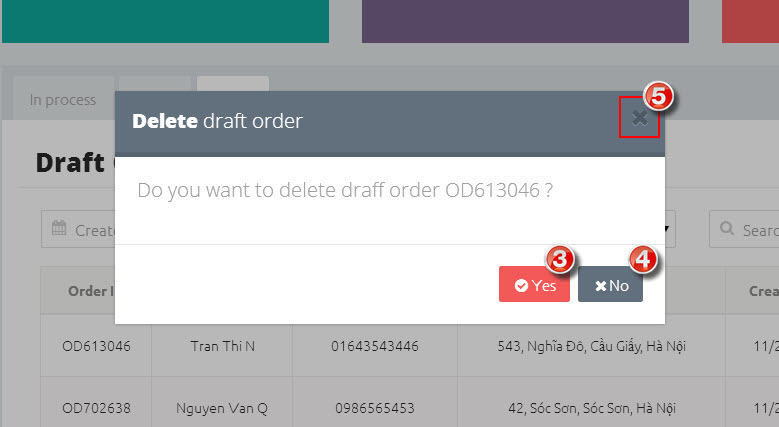 In process
5
Delete draft order
Draft
Do you want to delete draff order OD613046 ?
Create
Searc
3
4
Yes
No
Order I
Crea
OD613046 Tran Thi N 01643543446 543, Nghĩa Đô, Cầu Giấy, Hà Nội 11/2
OD702638 Nguyen Van Q 0986565453 42, Sóc Sơn, Sóc Sơn, Hà Nội 11/2